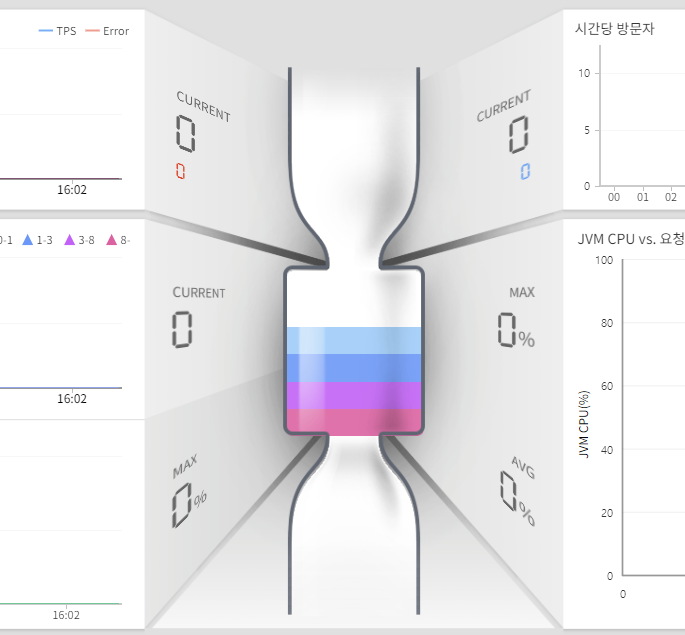 TPS Error
16:02
0-1 1-3 3-8 8-
16:02
16:02
CURRENT
0
0
CURRENT
0
MAX
0%
CURRENT
0
0
MAX
0%
AVG
0%
시간당 방문자
10
5
0
00 01 02
JVM CPU vs. 요청
JVM CPU(%)
100
80
60
40
20
0
0